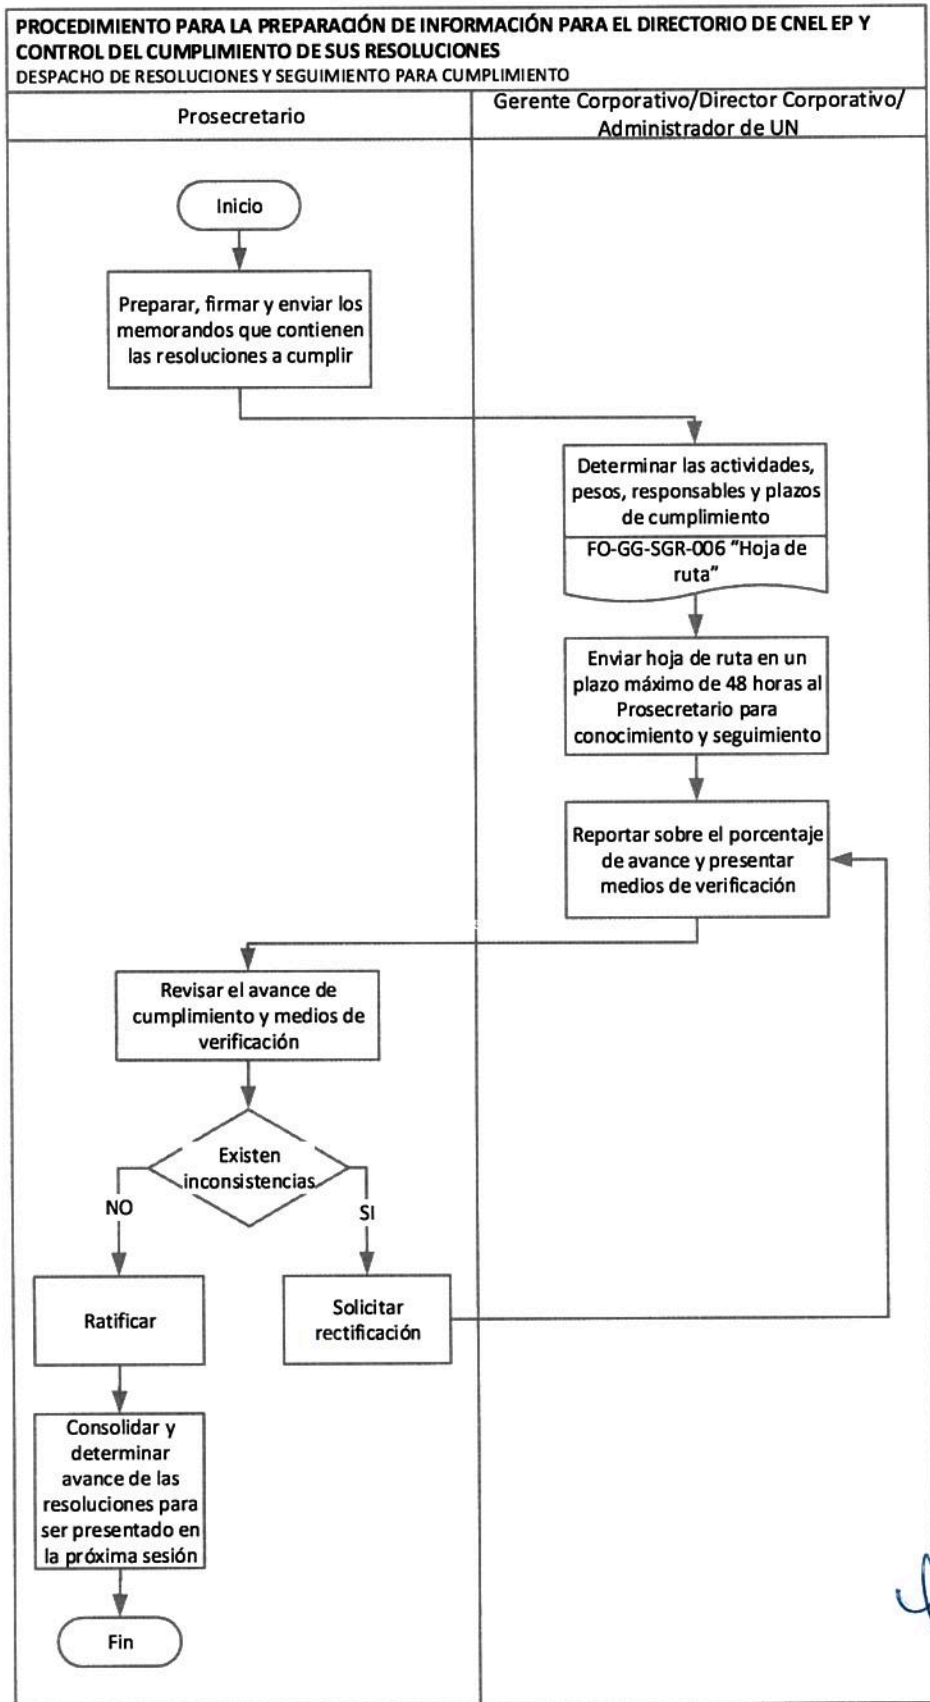 PROCEDIMIENTO PARA LA PREPARACIÓN DE INFORMACIÓN PARA EL DIRECTORIO DE CNEL EP Y
CONTROL DEL CUMPLIMIENTO DE SUS RESOLUCIONES
DESPACHO DE RESOLUCIONES Y SEGUIMIENTO PARA CUMPLIMIENTO
Prosecretario
Gerente Corporativo/Director Corporativo/
Administrador de UN
Inicio
Preparar, firmar y enviar los
memorandos que contienen
las resoluciones a cumplir
Determinar las actividades,
pesos, responsables y plazos
de cumplimiento
FO-GG-SGR-006 "Hoja de
ruta"
Enviar hoja de ruta en un
plazo máximo de 48 horas al
Prosecretario para
conocimiento y seguimiento
Reportar sobre el porcentaje
de avance y presentar
medios de verificación
Revisar el avance de
cumplimiento y medios de
verificación
Existen
inconsistencias
NO
SI
Ratificar
Solicitar
rectificación
Consolidar y
determinar
avance de las
resoluciones para
ser presentado en
la próxima sesión
Fin